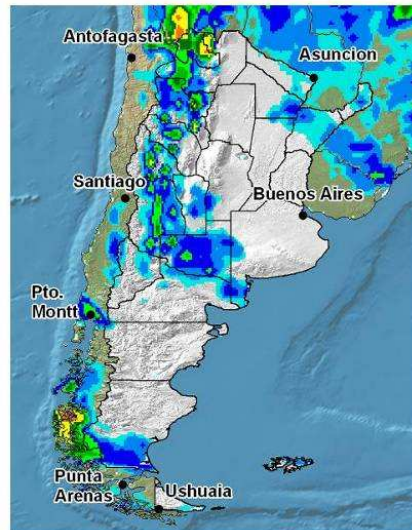 Antofagasta
Asuncion
Santiago
Buenos Aires
Pto.
Montt
Punta
Arenas
Ushuaia